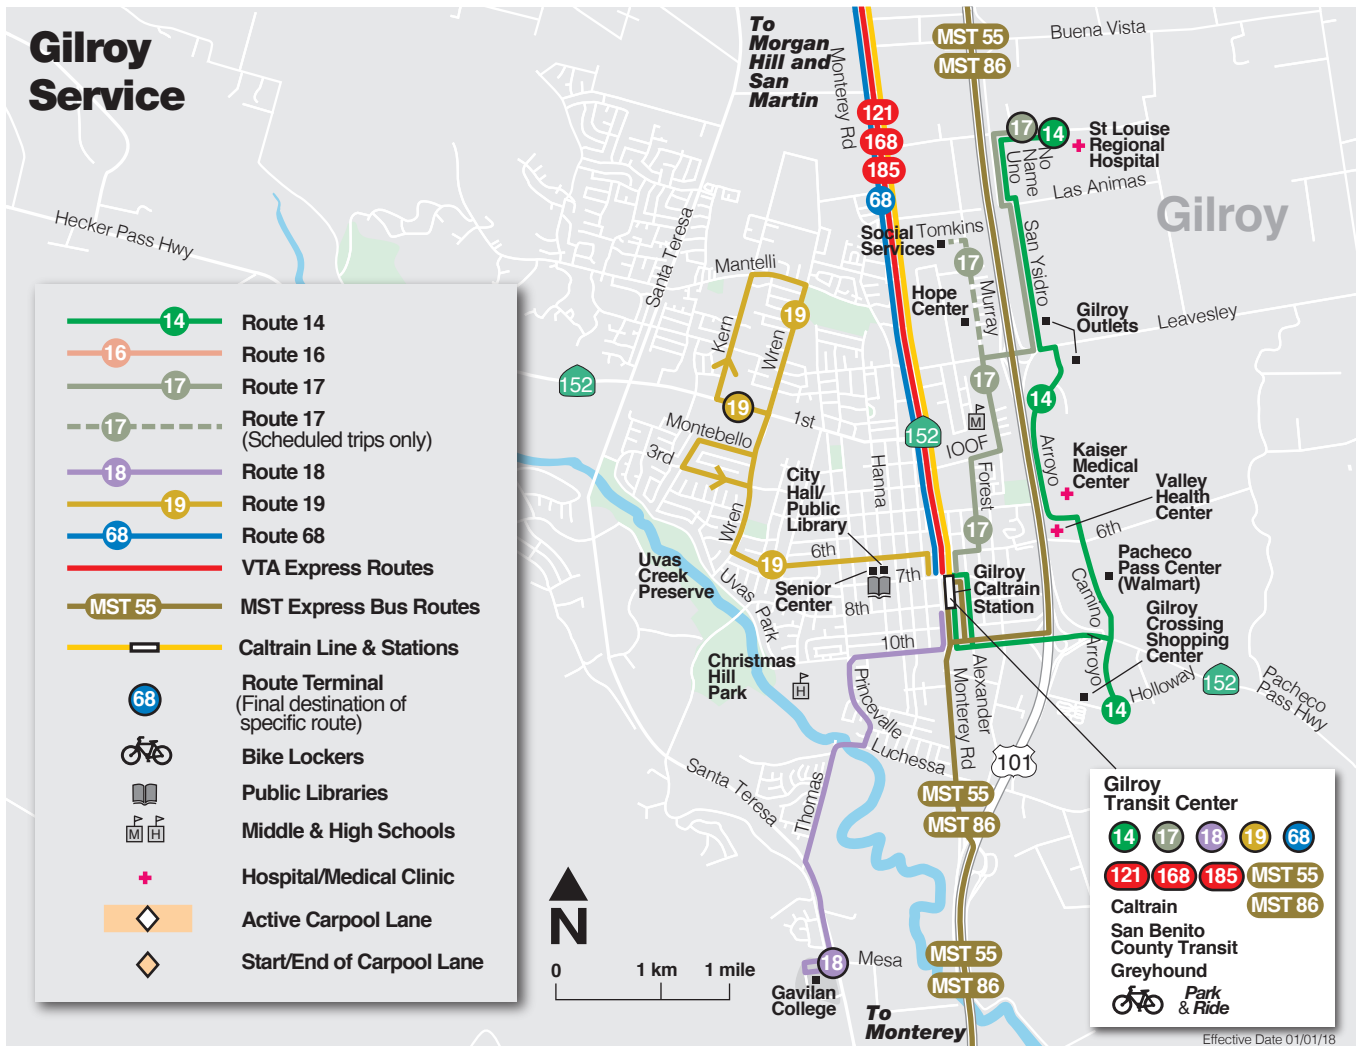 Gilroy
Service
To
Morgan
Hill and
San
Martin
Monterey Rd
MST 55
MST 86
Buena Vista
121
168
185
68
17
14
St Louise
Regional
Hospital
No
Name
Uno
Las Animas
Gilroy
Hecker Pass Hwy
Santa Teresa
Social
Services
Tomkins
17
San Ysidro
Mantelli
Murray
Hope
Center
Gilroy
Outlets
Leavesley
19
Kern
Wren
152
17
14
19
1st
Montebello
3rd
M
152
IOOF
Hanna
Forest
Arroyo
Kaiser
Medical
Center
City
Hall/
Public
Library
Valley
Health
Center
Wren
17
6th
6th
19
7th
8th
Uvas
Creek
Preserve
Uvas
Park
Senior
Center
Gilroy
Caltrain
Station
Camino Arroyo
Pacheco
Pass Center
(Walmart)
Gilroy
Crossing
Shopping
Center
10th
Christmas
Hill
Park
H
Princevalle
Alexander
Monterey Rd
Holloway
14
152
Pacheco
Pass Hwy
Luchessa
101
Santa Teresa
Thomas
MST 55
MST 86
N
0
1 km
1 mile
18
Mesa
Gavilan
College
MST 55
MST 86
To
Monterey
14
Route 14
16
Route 16
17
Route 17
17
Route 17
(Scheduled trips only)
18
Route 18
19
Route 19
68
Route 68
VTA Express Routes
MST 55
MST Express Bus Routes
Caltrain Line & Stations
68
Route Terminal
(Final destination of
specific route)
Bike Lockers
Public Libraries
M H
Middle & High Schools
Hospital/Medical Clinic
Active Carpool Lane
Start/End of Carpool Lane
Gilroy
Transit Center
14 17 18 19 68
121 168 185 MST 55
MST 86
Caltrain
San Benito
County Transit
Greyhound
Park
& Ride
Effective Date 01/01/18